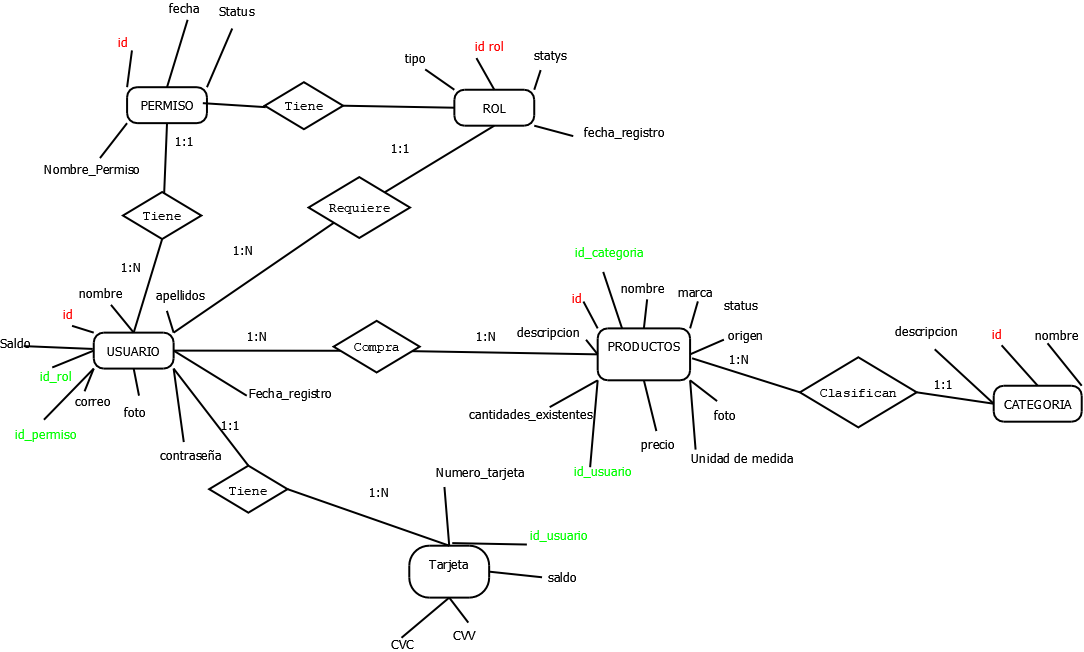 fecha
Status
id
id rol
statys
tipo
PERMISO
Tiene
ROL
fecha_registro
1:1
1:1
Nombre_Permiso
Tiene
Requiere
1:N
id_categoria
1:N
nombre
apellidos
nombre
marca
id
status
id
descripcion
origen
descripcion
id
nombre
Saldo
USUARIO
1:N
Compra
1:N
PRODUCTOS
1:N
id_rol
correo
foto
Fecha_registro
1:1
Clasifican
CATEGORIA
cantidades_existentes
foto
id_permiso
1:1
contraseña
precio
Unidad de medida
id_usuario
Numero_tarjeta
Tiene
1:N
id_usuario
Tarjeta
saldo
CVC
CVV